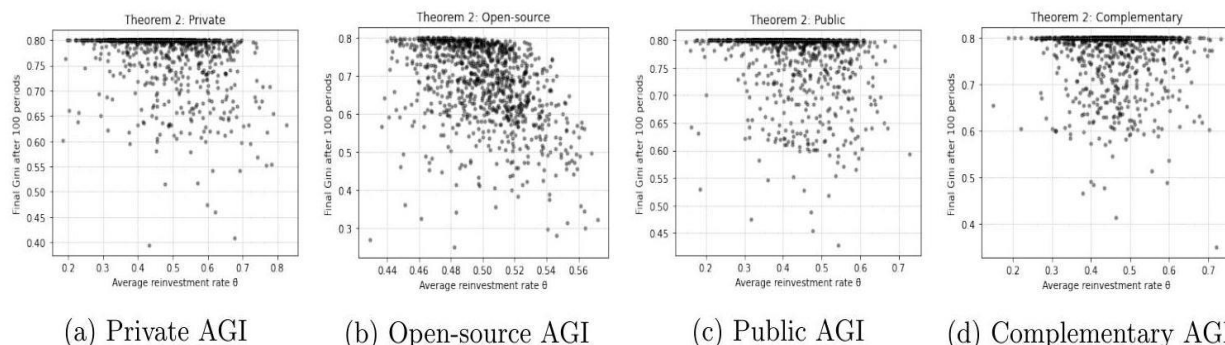 Theorem 2: Private
Final Gini after 100 periods
0.80
0.75
0.70
0.65
0.60
0.55
0.50
0.45
0.40
0.2 0.3 0.4 0.5 0.6 0.7 0.8
Average reinvestment rate θ
(a) Private AGI
Theorem 2: Open-source
Final Gini after 100 periods
0.8
0.7
0.6
0.5
0.4
0.3
0.44 0.46 0.48 0.50 0.52 0.54 0.56
Average reinvestment rate θ
(b) Open-source AGI
Theorem 2: Public
Final Gini after 100 periods
0.80
0.75
0.70
0.65
0.60
0.55
0.50
0.45
0.2 0.3 0.4 0.5 0.6 0.7
Average reinvestment rate θ
(c) Public AGI
Theorem 2: Complementary
Final Gini after 100 periods
0.8
0.7
0.6
0.5
0.4
0.2 0.3 0.4 0.5 0.6 0.7
Average reinvestment rate θ
(d) Complementary AGI